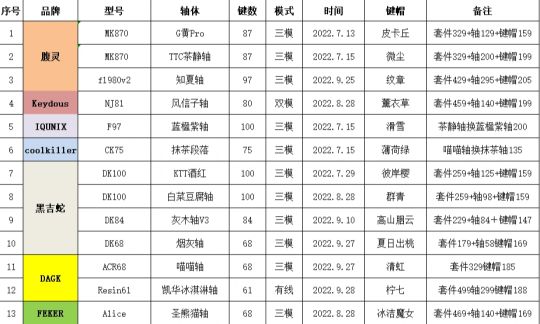 序号 品牌 型号 轴体 键数 模式 时间 键帽 备注
1 腹灵 MK870 G黄Pro 87 三模 2022.7.13 皮卡丘 套件329+轴129+键帽159
2 MK870 TTC茶静轴 87 三模 2022.7.15 微尘 套件329+轴200+键帽199
3 f1980v2 知夏轴 97 三模 2022.9.25 纹章 套件429+轴295+键帽205
4 Keydous NJ81 风信子轴 80 双模 2022.8.28 薰衣草 套件459+轴140+键帽199
5 IQUNIX F97 蓝楹紫轴 100 三模 2022.7.15 滑雪 茶静轴换蓝楹紫轴200
6 coolkiller CK75 抹茶段落 75 三模 2022.7.15 薄荷绿 喵喵轴换抹茶轴135
7 黑吉蛇 DK100 KTT酒红 100 三模 2022.7.29 彼岸樱 套件259+轴125+键帽159
8 DK100 白菜豆腐轴 100 三模 2022.8.28 群青 套件259+轴98+键帽159
9 DK84 灰木轴V3 84 三模 2022.9.10 高山胭云 套件229+轴84+键帽147
10 DK68 烟灰轴 68 三模 2022.9.27 夏日出桃 套件179+轴58键帽169
11 DAGK ACR68 喵喵轴 68 三模 2022.9.27 清虹 套件329键帽185
12 Resin61 凯华冰淇淋轴 61 有线 2022.9.27 柠七 套件499轴299键帽188
13 FEKER Alice 圣熊猫轴 68 三模 2022.8.28 冰洁魔女 套件469+轴140+键帽169